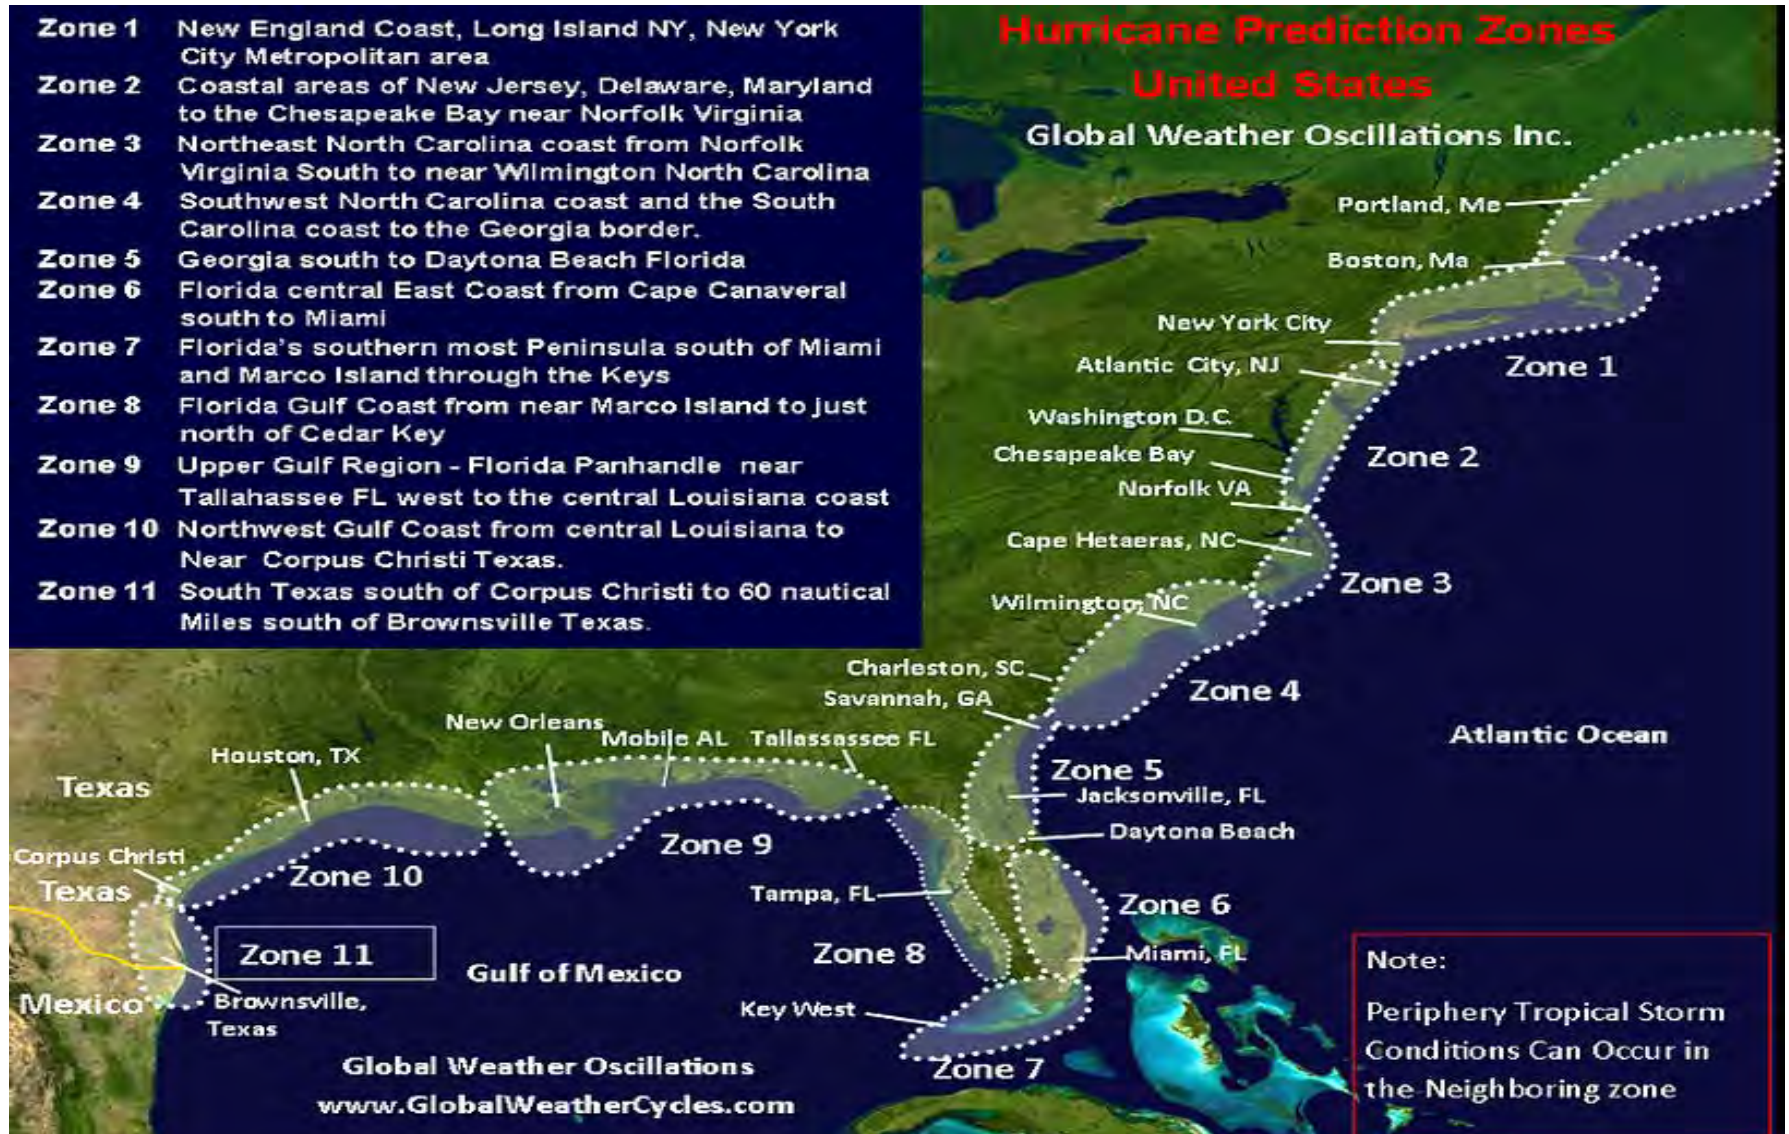 Zone 1 New England Coast, Long Island NY, New York
City Metropolitan area
Zone 2 Coastal areas of New Jersey, Delaware, Maryland
to the Chesapeake Bay near Norfolk Virginia
Zone 3 Northeast North Carolina coast from Norfolk
Virginia South to near Wilmington North Carolina
Zone 4 Southwest North Carolina coast and the South
Carolina coast to the Georgia border.
Zone 5 Georgia south to Daytona Beach Florida
Zone 6 Florida central East Coast from Cape Canaveral
south to Miami
Zone 7 Florida's southern most Peninsula south of Miami
and Marco Island through the Keys
Zone 8 Florida Gulf Coast from near Marco Island to just
north of Cedar Key
Zone 9 Upper Gulf Region - Florida Panhandle near
Tallahassee FL west to the central Louisiana coast
Zone 10 Northwest Gulf Coast from central Louisiana to
Near Corpus Christi Texas.
Zone 11 South Texas south of Corpus Christi to 60 nautical
Miles south of Brownsville Texas.
Hurricane Prediction Zones
United States
Global Weather Oscillations Inc.
Portland, Me
Boston, Ma
New York City
Zone 1
Atlantic City, NJ
Washington D.C.
Chesapeake Bay
Zone 2
Norfolk VA
Cape Hetaeras, NC
Zone 3
Wilmington, NC
Charleston, SC
Zone 4
Savannah, GA
New Orleans
Mobile AL
Tallassassee FL
Atlantic Ocean
Houston, TX
Zone 5
Texas
Jacksonville, FL
Daytona Beach
Zone 9
Corpus Christi
Zone 10
Texas
Tampa, FL
Zone 6
Zone 8
Zone 11
Miami, FL
Gulf of Mexico
Mexico
Brownsville,
Texas
Key West
Zone 7
Global Weather Oscillations
www.GlobalWeatherCycles.com
Note:
Periphery Tropical Storm
Conditions Can Occur in
the Neighboring zone